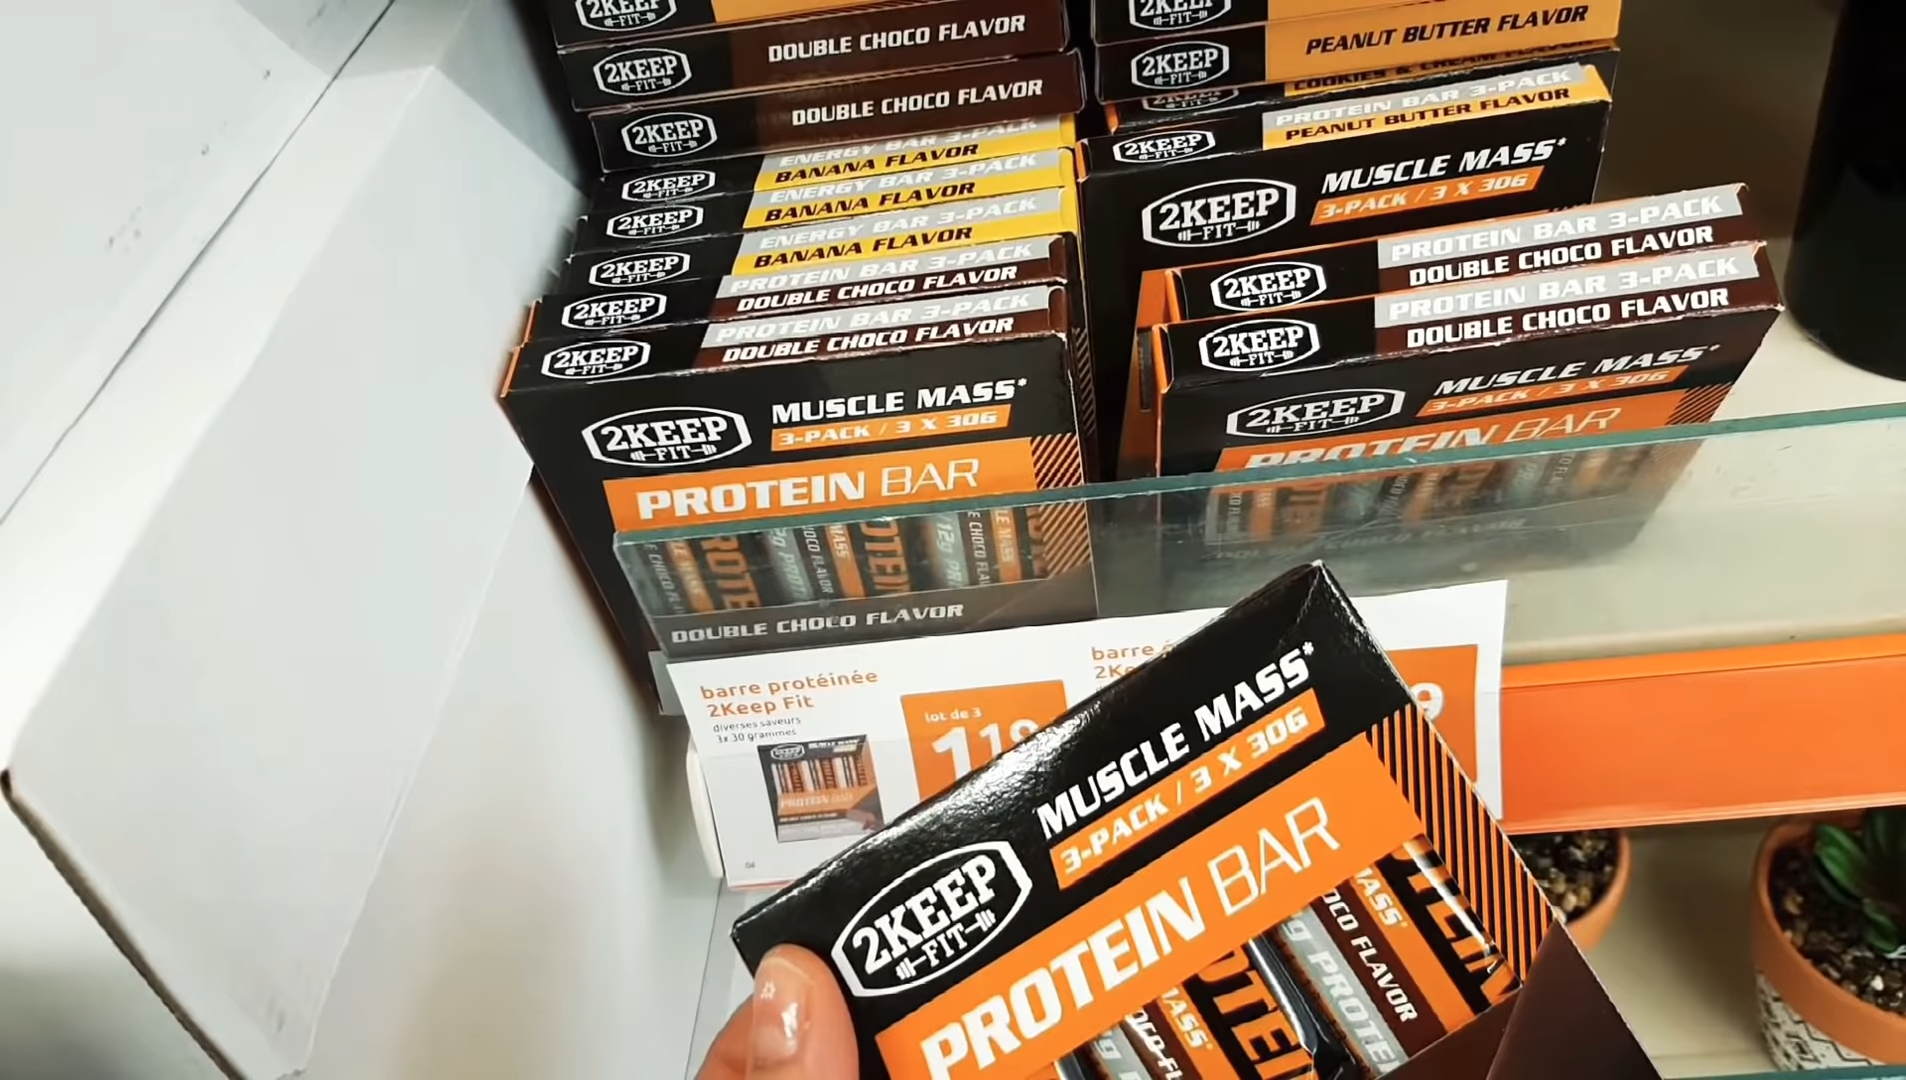 2KEEP
-FIT-
DOUBLE CHOCO FLAVOR
2KEEP
DOUBLE CHOCO FLAVOR
2KEEP
FIT
ENERGY BAR 3-PACK
BANANA FLAVOR
2KEEP
ENERGY BAR 3-PACK
BANANA FLAVOR
2KEEP
ENERGY BAR 3-PACK
BANANA FLAVOR
2KEEP
PROTEIN BAR 3-PACK
DOUBLE CHOCO FLAVOR
2KEEP
FIT
PROTEIN BAR 3-PACK
DOUBLE CHOCO FLAVOR
2KEEP
FIT
MUSCLE MASS*
3-PACK / 3 X 30G
2KEEP
FIT
PROTEIN BAR
DOUBLE CHOCO FLAVOR
2KEEP
-FIT-
PEANUT BUTTER FLAVOR
2KEEP
FIT
COOKIES & CREAM FLAVOR
PROTEIN BAR 3-PACK
PEANUT BUTTER FLAVOR
2KEEP
FIT
MUSCLE MASS*
3-PACK / 3 X 30G
2KEEP
FIT
PROTEIN BAR 3-PACK
DOUBLE CHOCO FLAVOR
2KEEP
FIT
PROTEIN BAR 3-PACK
DOUBLE CHOCO FLAVOR
2KEEP
FIT
MUSCLE MASS*
3-PACK / 3 X 30G
2KEEP
FIT
PROTEIN BAR
barre protéinée
2Keep Fit
diverses saveurs
3x 30 grammes
lot de 3
barre
MUSCLE MASS*
3-PACK / 3 X 30G
2KEEP
FIT
PROTEIN BAR